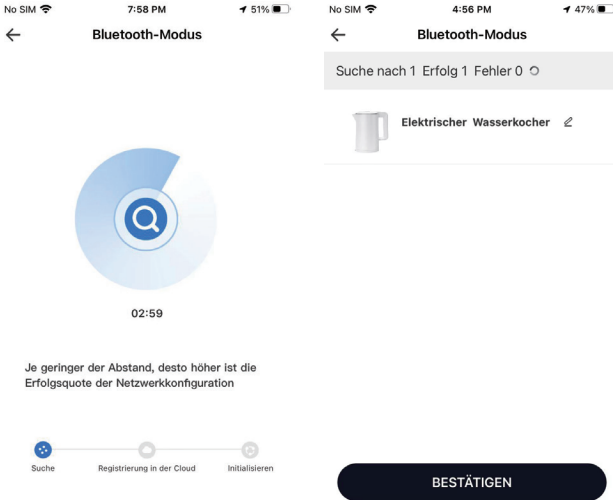 No SIM 7:58 PM 51%
Bluetooth-Modus
02:59
Je geringer der Abstand, desto höher ist die
Erfolgsquote der Netzwerkkonfiguration
Suche Registrierung in der Cloud Initialisieren
No SIM 4:56 PM 47%
Bluetooth-Modus
Suche nach 1 Erfolg 1 Fehler 0
Elektrischer Wasserkocher
BESTÄTIGEN